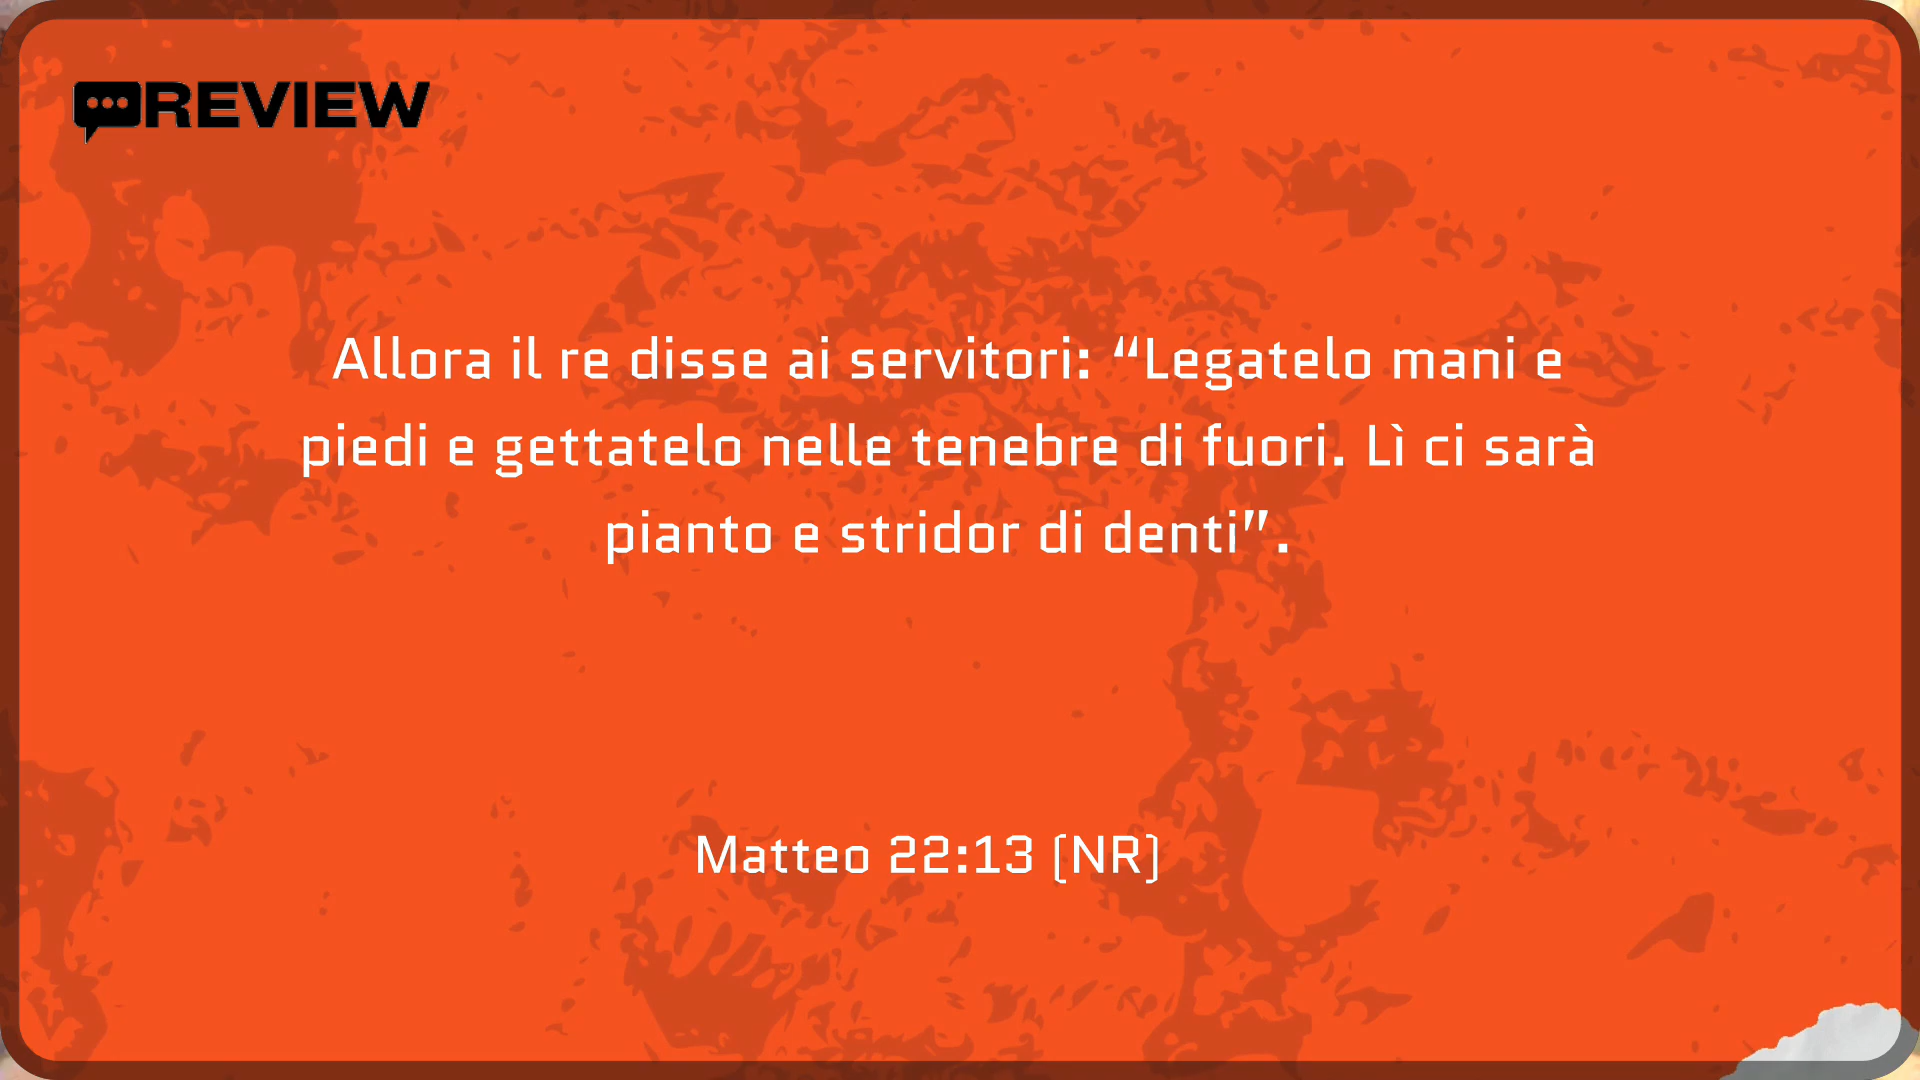 REVIEW
Allora il re disse ai servitori: “Legatelo mani e
piedi e gettatelo nelle tenebre di fuori. Lì ci sarà
pianto e stridor di denti”.
Matteo 22:13 (NR)